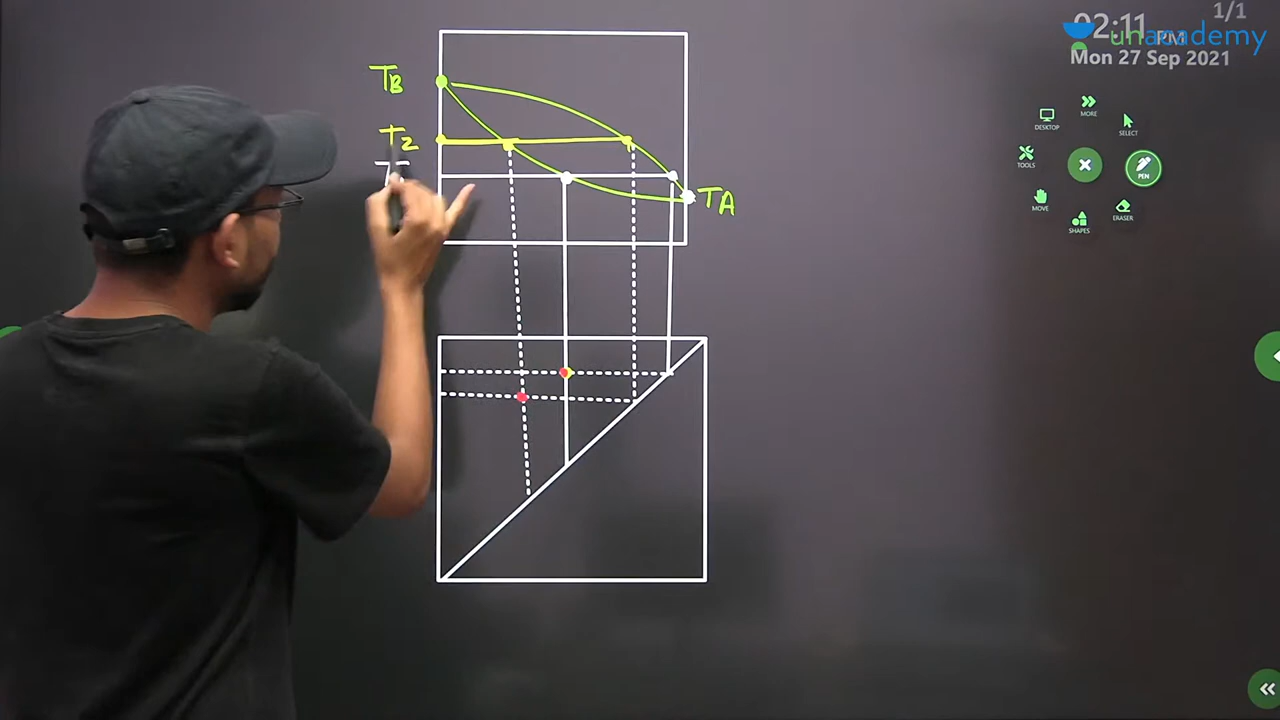 1/1
02:11 PM
unacademy
Mon 27 Sep 2021
MORE
DESKTOP
SELECT
TOOLS
PEN
MOVE
ERASER
SHAPES
TB
T2
TA